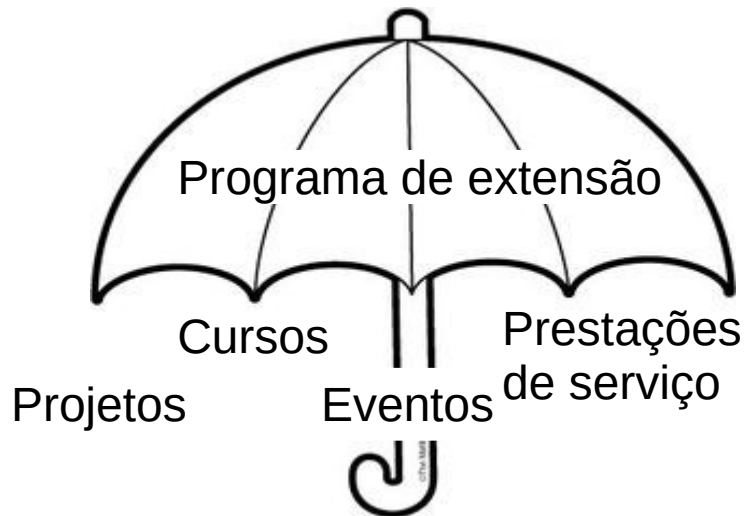 Programa de extensão
Cursos
Prestações
de serviço
Projetos
Eventos